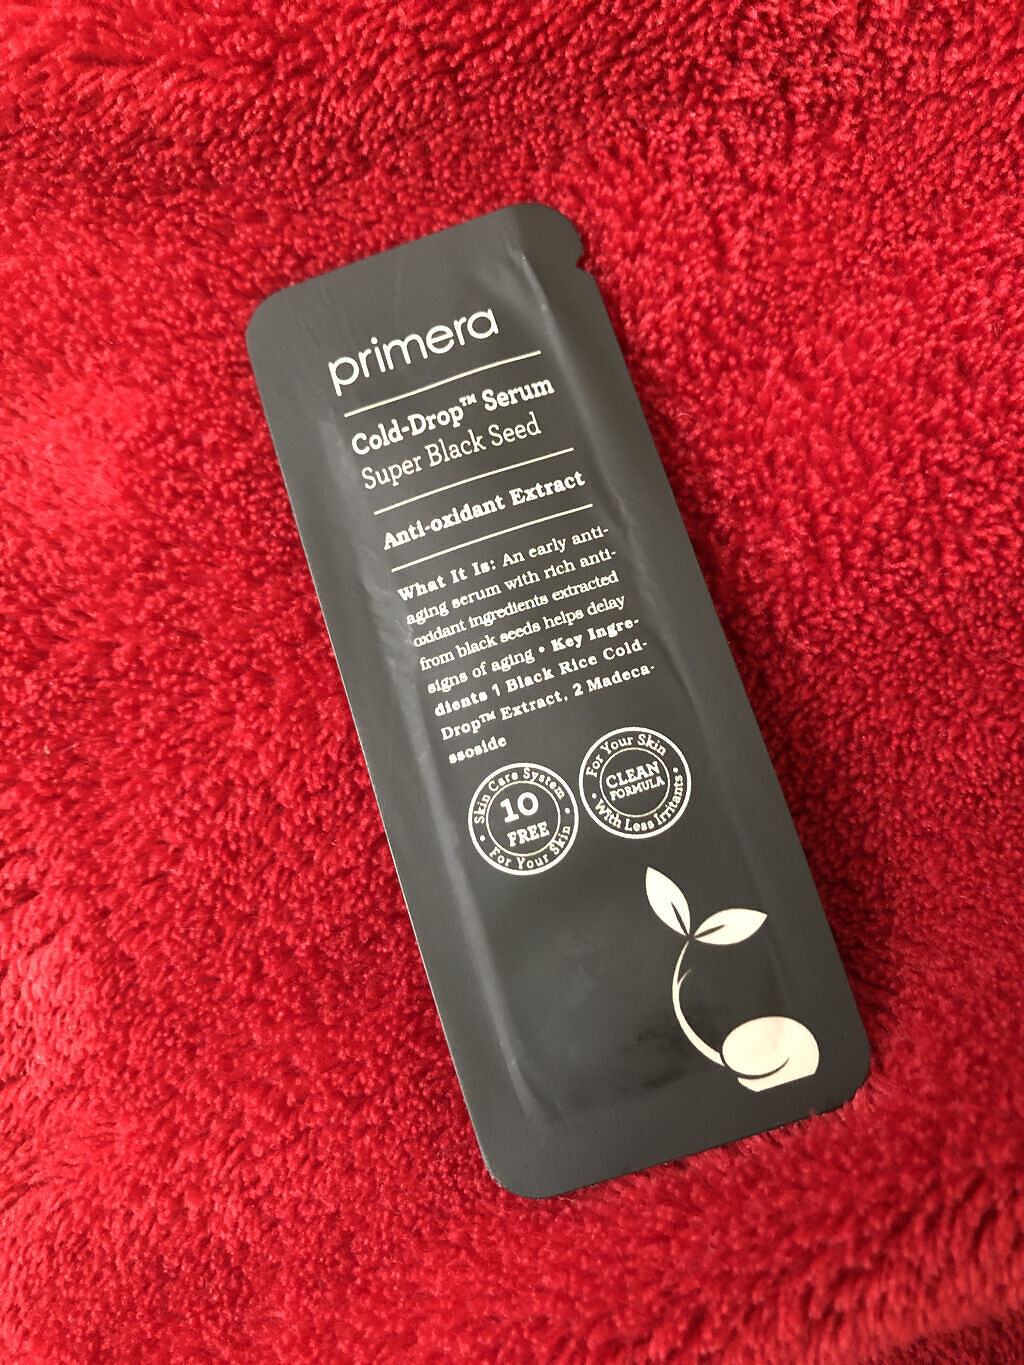 primera
Cold-Drop™ Serum
Super Black Seed
Anti-oxidant Extract
What It Is: An early anti-
aging serum with rich anti-
oxidant ingredients extracted
from black seeds helps delay
signs of aging • Key Ingre-
dients 1 Black Rice Cold-
Drop™ Extract, 2 Madeca-
ssoside
Skin Care System
10
FREE
For Your Skin
For Your Skin
CLEAN
FORMULA
With Less Irritants